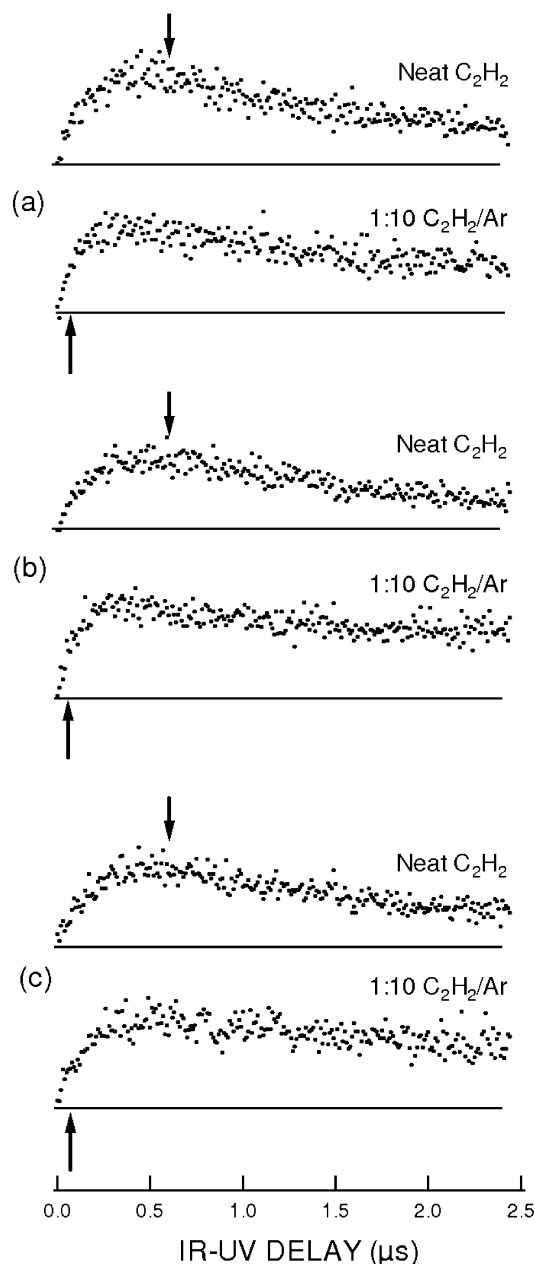 Neat C₂H₂
(a)
1:10 C₂H₂/Ar
Neat C₂H₂
(b)
1:10 C₂H₂/Ar
Neat C₂H₂
(c)
1:10 C₂H₂/Ar
0.0 0.5 1.0 1.5 2.0 2.5
IR-UV DELAY (μs)